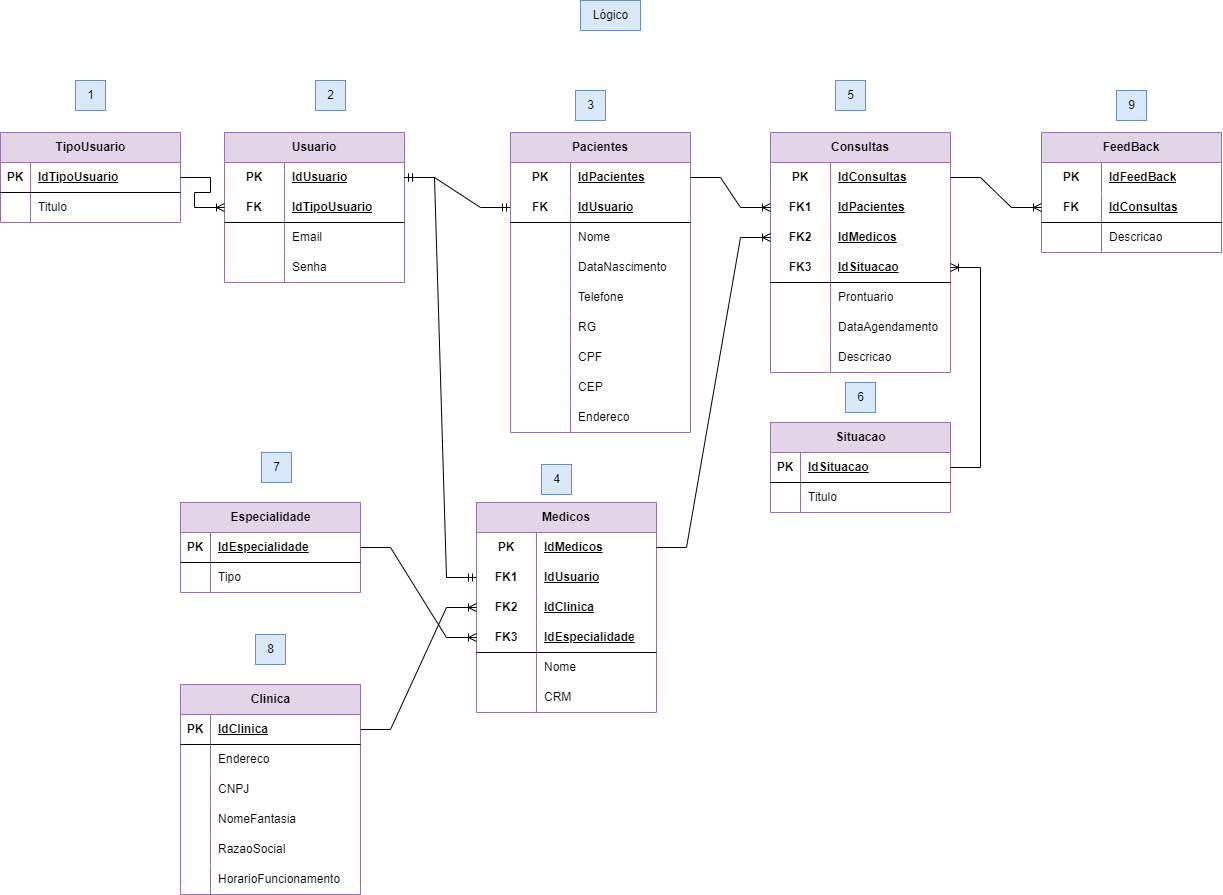 Lógico
1
TipoUsuario
PK IdTipoUsuario
Titulo
2
Usuario
PK IdUsuario
FK IdTipoUsuario
Email
Senha
3
Pacientes
PK IdPacientes
FK IdUsuario
Nome
DataNascimento
Telefone
RG
CPF
CEP
Endereco
5
Consultas
PK IdConsultas
FK1 IdPacientes
FK2 IdMedicos
FK3 IdSituacao
Prontuario
DataAgendamento
Descricao
9
FeedBack
PK IdFeedBack
FK IdConsultas
Descricao
6
Situacao
PK IdSituacao
Titulo
7
Especialidade
PK IdEspecialidade
Tipo
4
Medicos
PK IdMedicos
FK1 IdUsuario
FK2 IdClinica
FK3 IdEspecialidade
Nome
CRM
8
Clinica
PK IdClinica
Endereco
CNPJ
NomeFantasia
RazaoSocial
HorarioFuncionamento